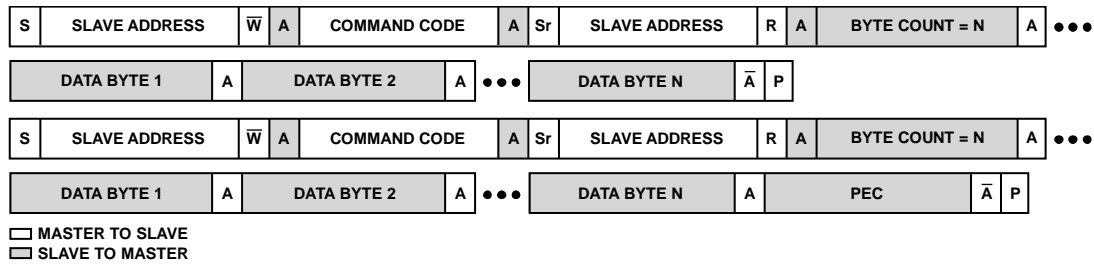 S SLAVE ADDRESS W̅ A COMMAND CODE A Sr SLAVE ADDRESS R A BYTE COUNT = N A •••
DATA BYTE 1 A DATA BYTE 2 A ••• DATA BYTE N A̅ P
S SLAVE ADDRESS W̅ A COMMAND CODE A Sr SLAVE ADDRESS R A BYTE COUNT = N A •••
DATA BYTE 1 A DATA BYTE 2 A ••• DATA BYTE N A PEC A̅ P
MASTER TO SLAVE
SLAVE TO MASTER